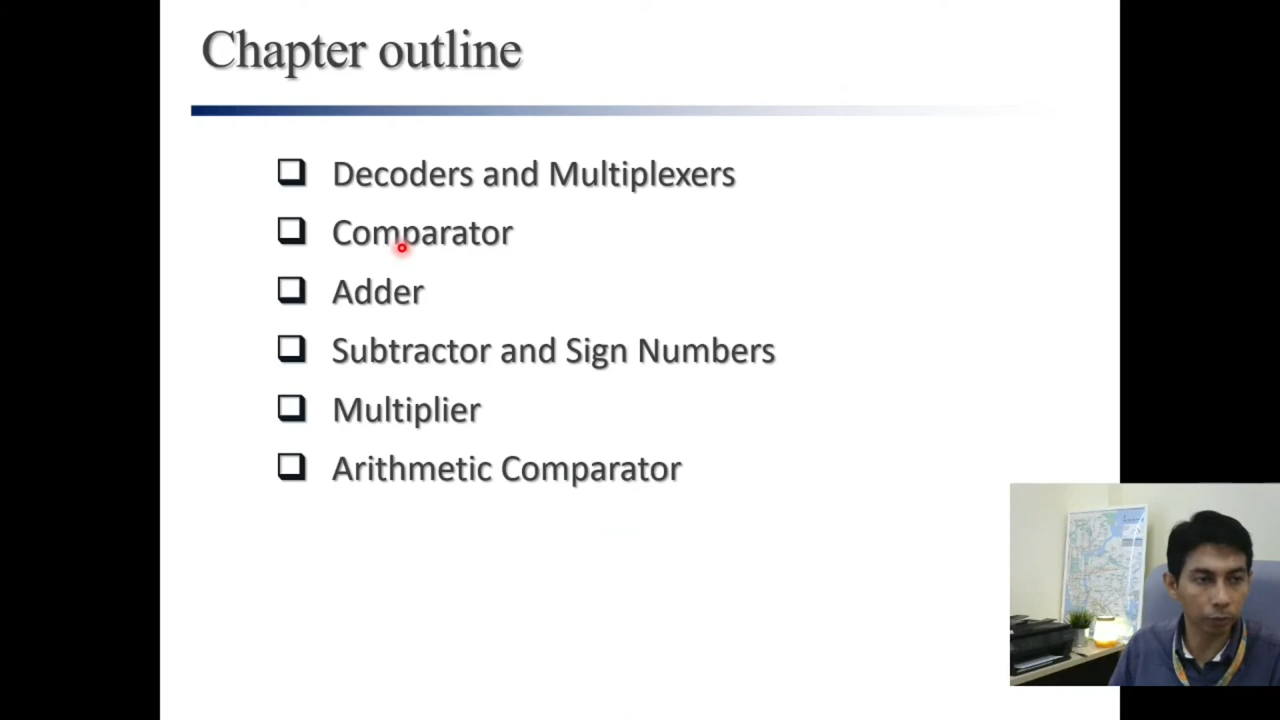 Chapter outline
Decoders and Multiplexers
Comparator
Adder
Subtractor and Sign Numbers
Multiplier
Arithmetic Comparator